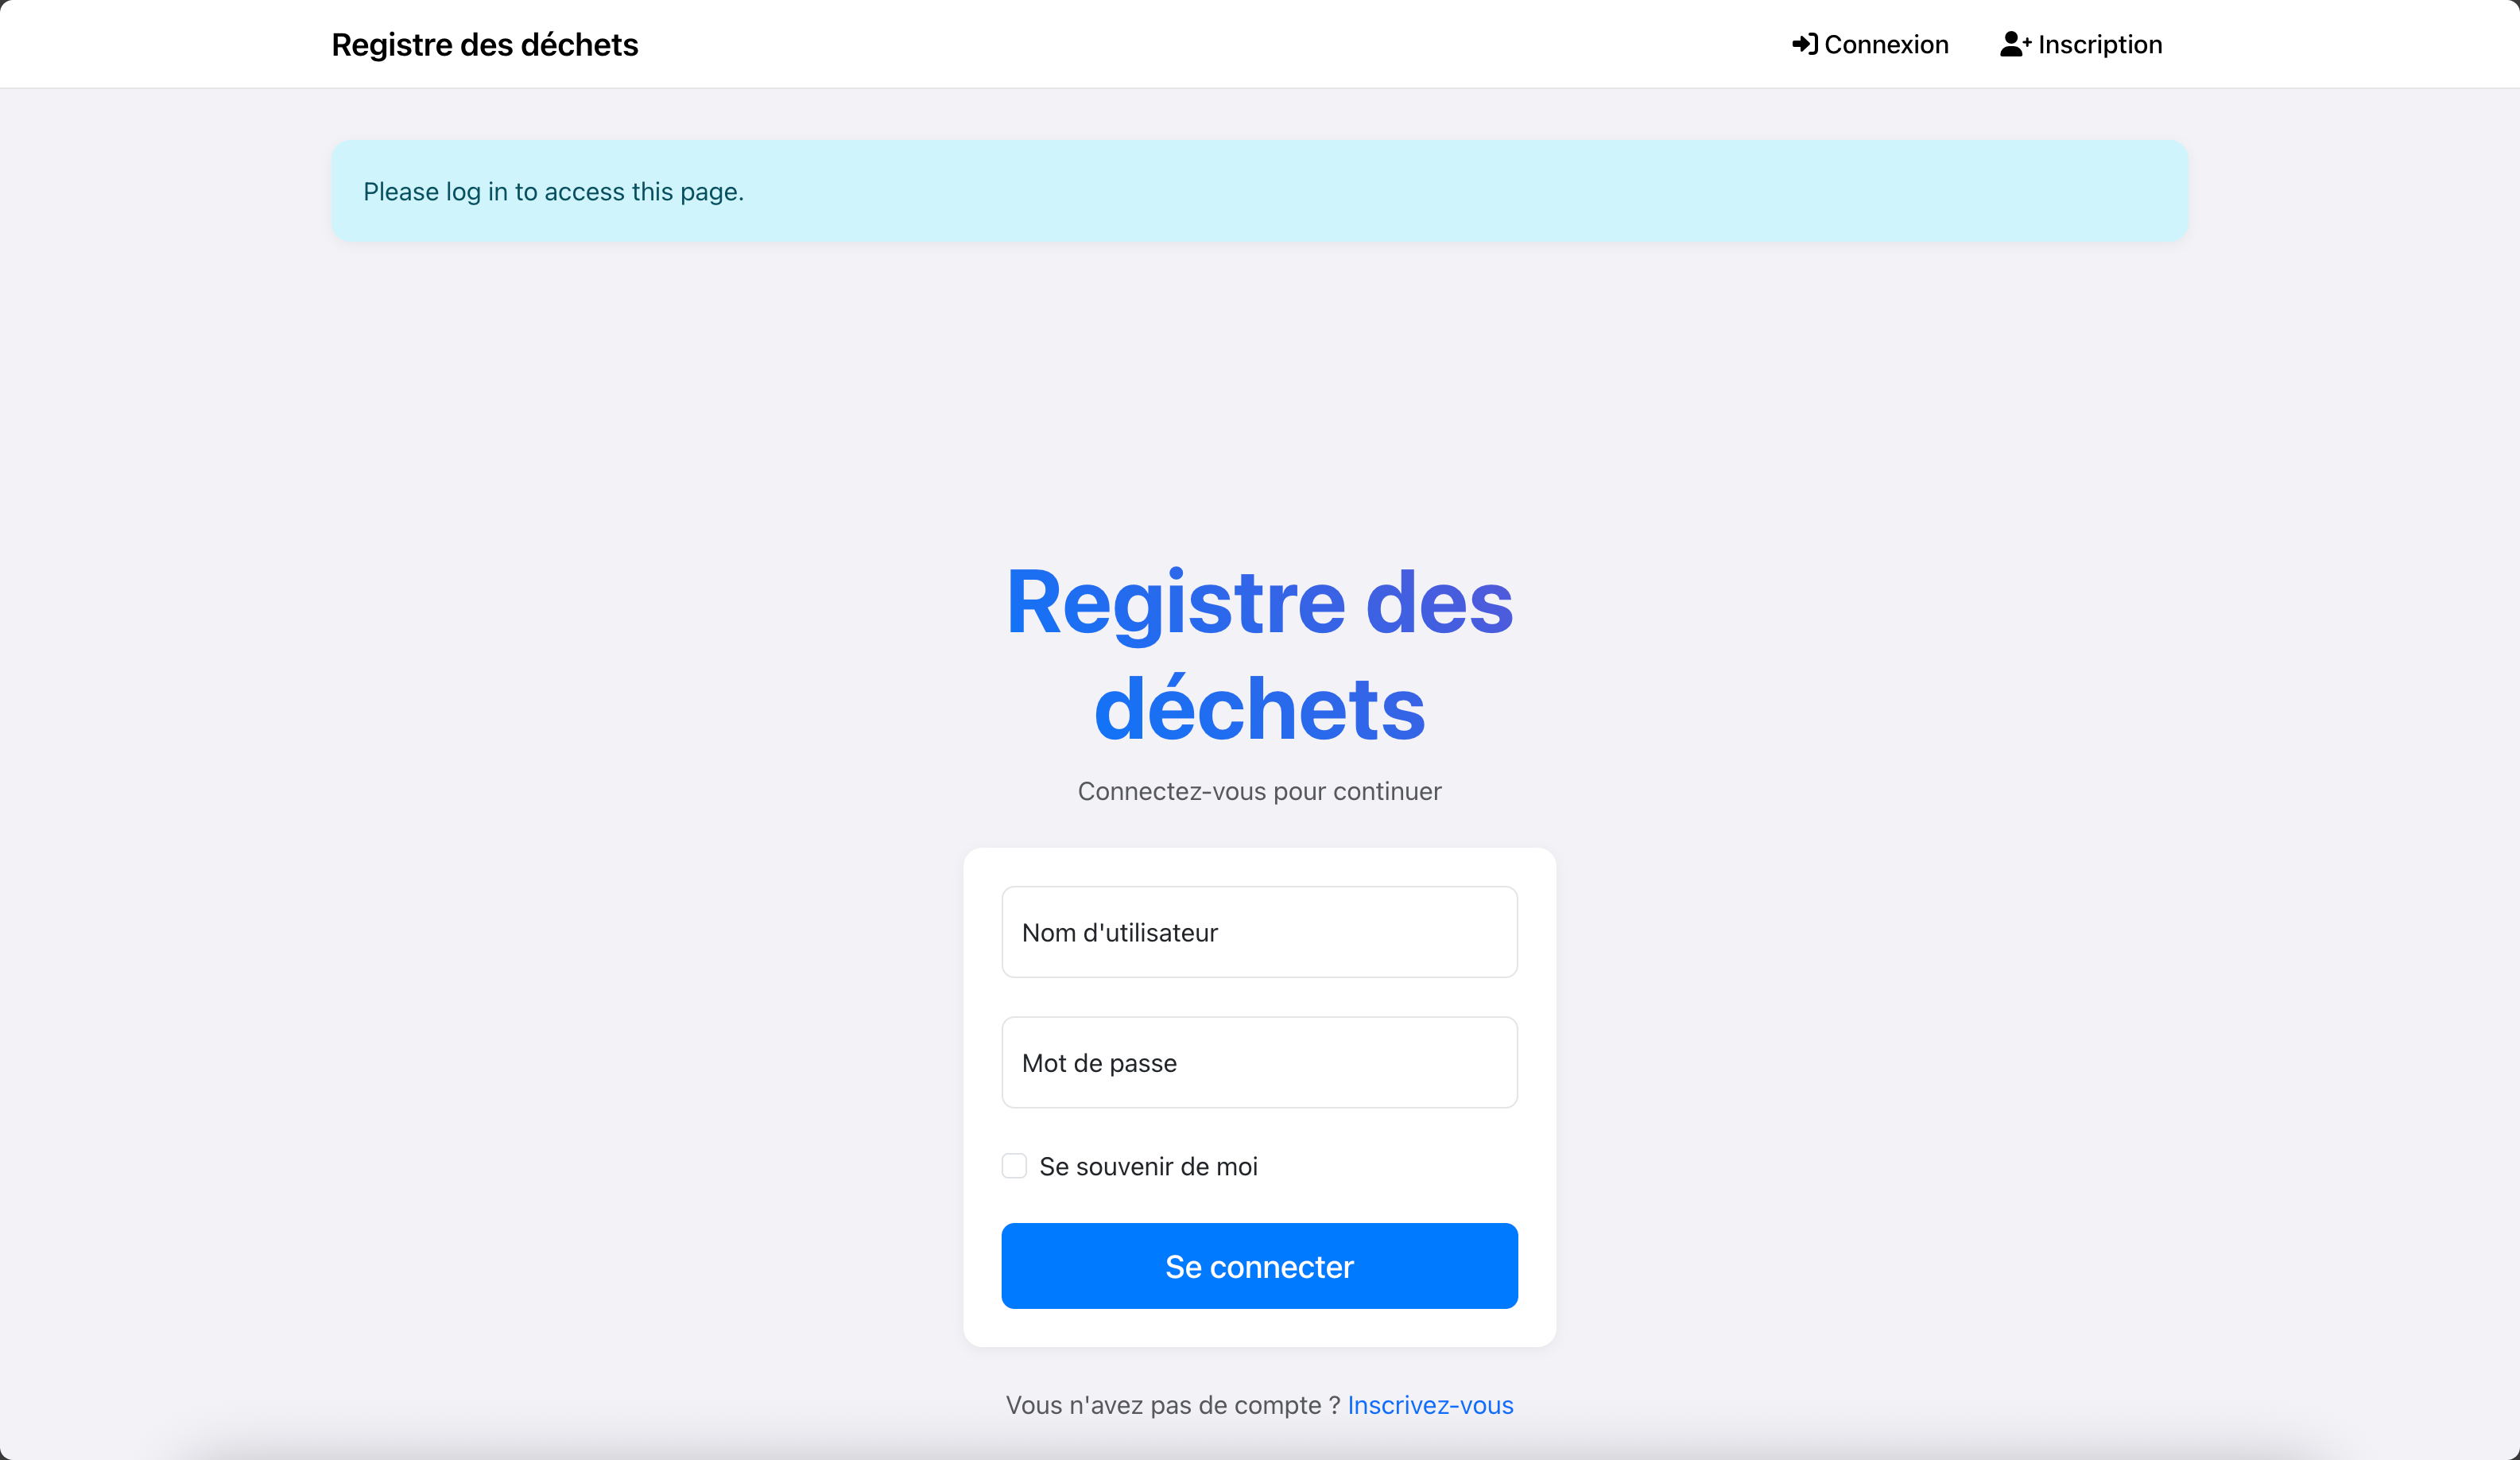 Registre des déchets
Connexion
Inscription
Please log in to access this page.
Registre des
déchets
Connectez-vous pour continuer
Nom d'utilisateur
Mot de passe
Se souvenir de moi
Se connecter
Vous n'avez pas de compte ? Inscrivez-vous